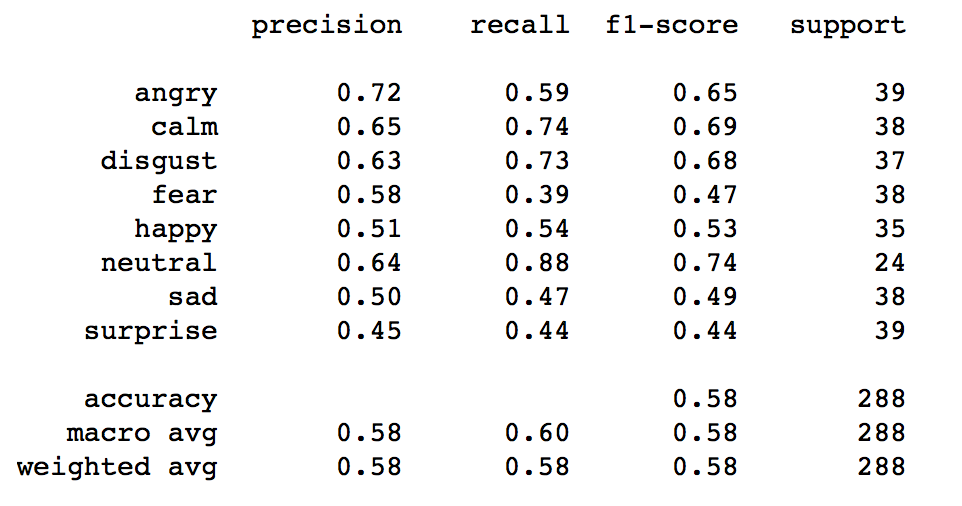 precision recall f1-score support
angry 0.72 0.59 0.65 39
calm 0.65 0.74 0.69 38
disgust 0.63 0.73 0.68 37
fear 0.58 0.39 0.47 38
happy 0.51 0.54 0.53 35
neutral 0.64 0.88 0.74 24
sad 0.50 0.47 0.49 38
surprise 0.45 0.44 0.44 39
accuracy 0.58 288
macro avg 0.58 0.60 0.58 288
weighted avg 0.58 0.58 0.58 288